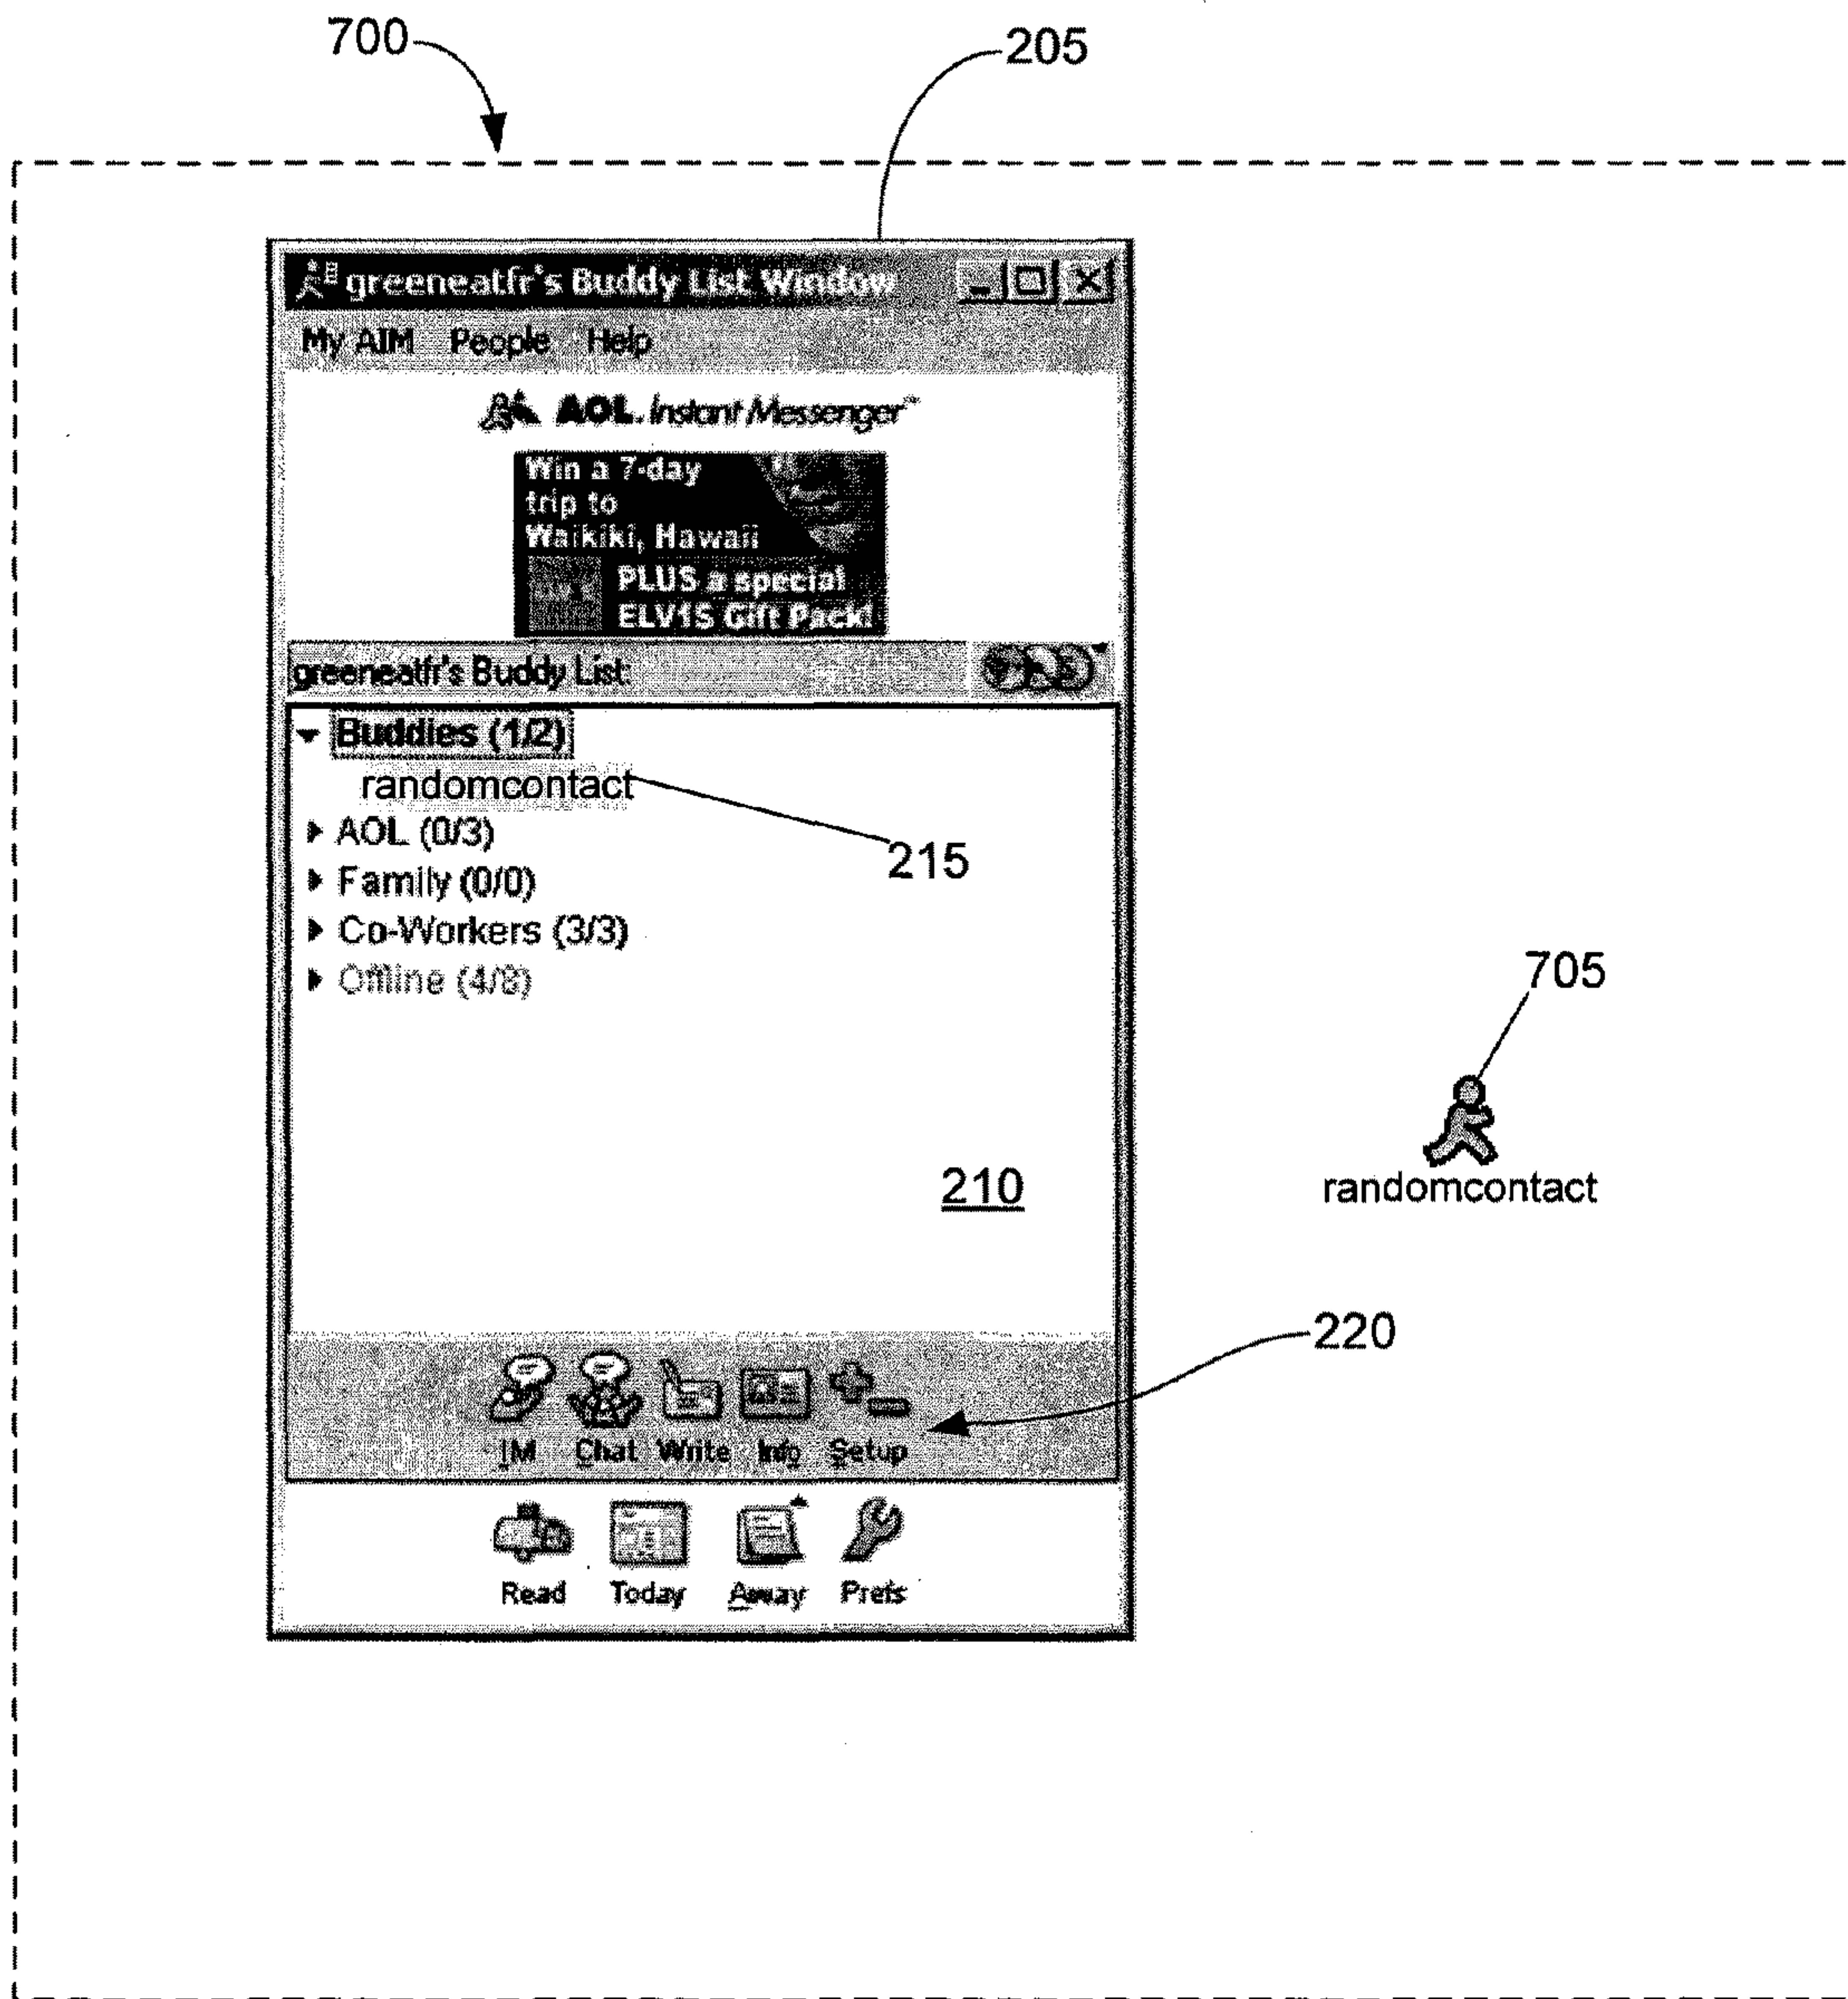 700
205
greeneatfr's Buddy List Window
My AIM People Help
AOL Instant Messenger™
Win a 7-day
trip to
Waikiki, Hawaii
PLUS a special
ELV1S Gift Pack!
greeneatfr's Buddy List:
Buddies (1/2)
randomcontact
AOL (0/3)
215
Family (0/0)
Co-Workers (3/3)
Offline (4/8)
705
randomcontact
210
220
IM Chat Write Info Setup
Read Today Away Prefs